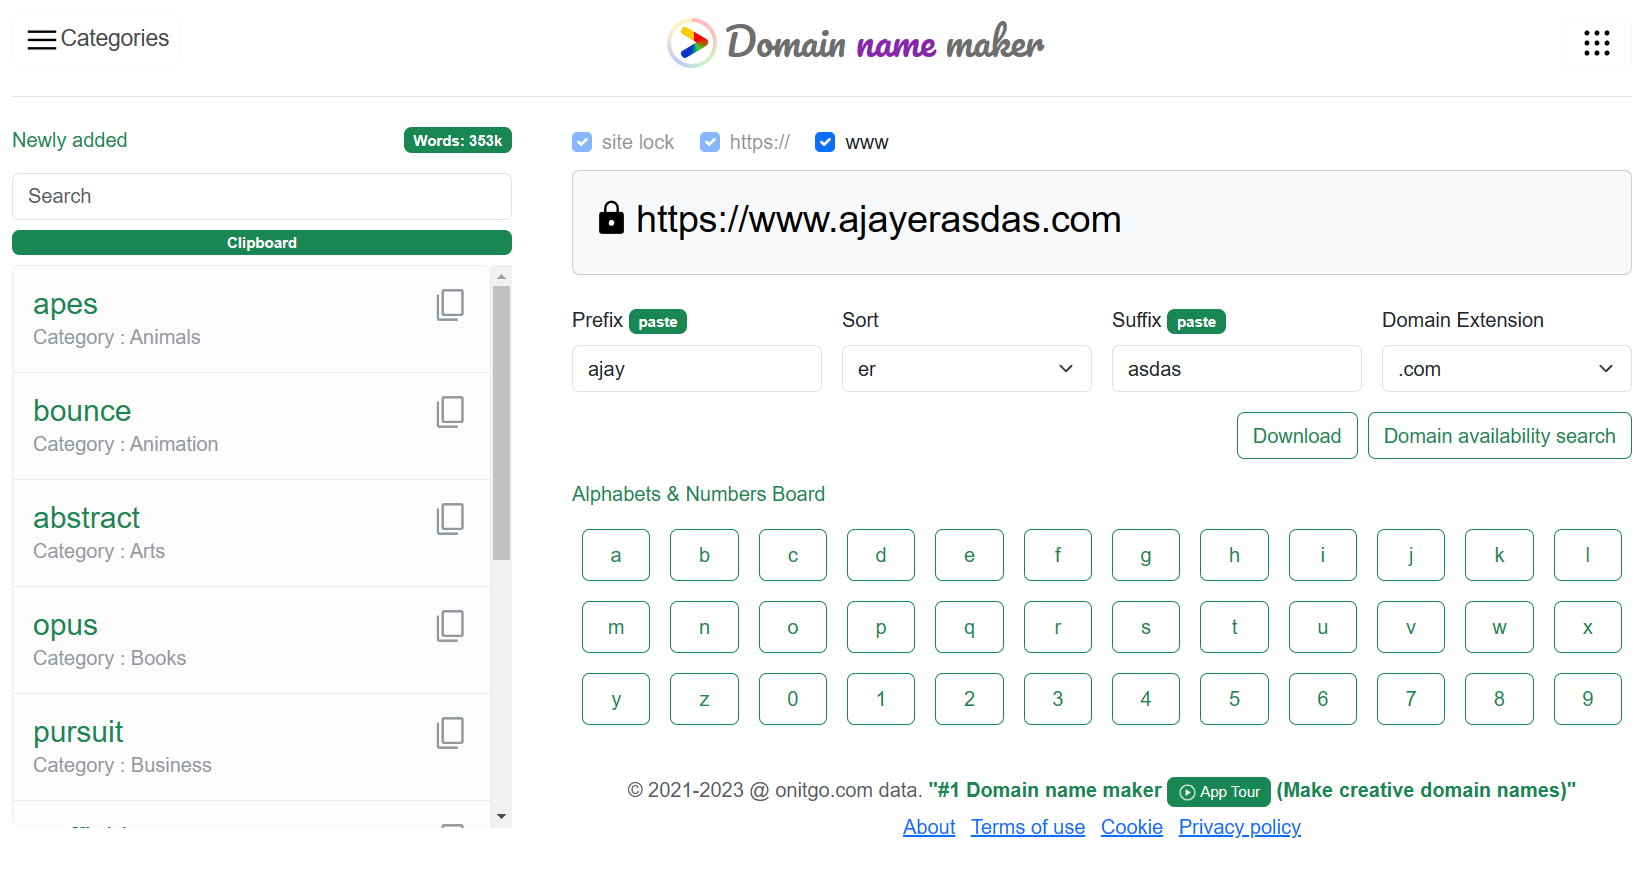 Categories
Domain name maker
Newly added
Words: 353k
Search
Clipboard
apes
Category : Animals
bounce
Category : Animation
abstract
Category : Arts
opus
Category : Books
pursuit
Category : Business
site lock
https://
www
https://www.ajayerasdas.com
Prefix paste
Sort
Suffix paste
Domain Extension
ajay
er
asdas
.com
Download
Domain availability search
Alphabets & Numbers Board
a b c d e f g h i j k l
m n o p q r s t u v w x
y z 0 1 2 3 4 5 6 7 8 9
© 2021-2023 @ onitgo.com data. "#1 Domain name maker App Tour (Make creative domain names)"
About Terms of use Cookie Privacy policy